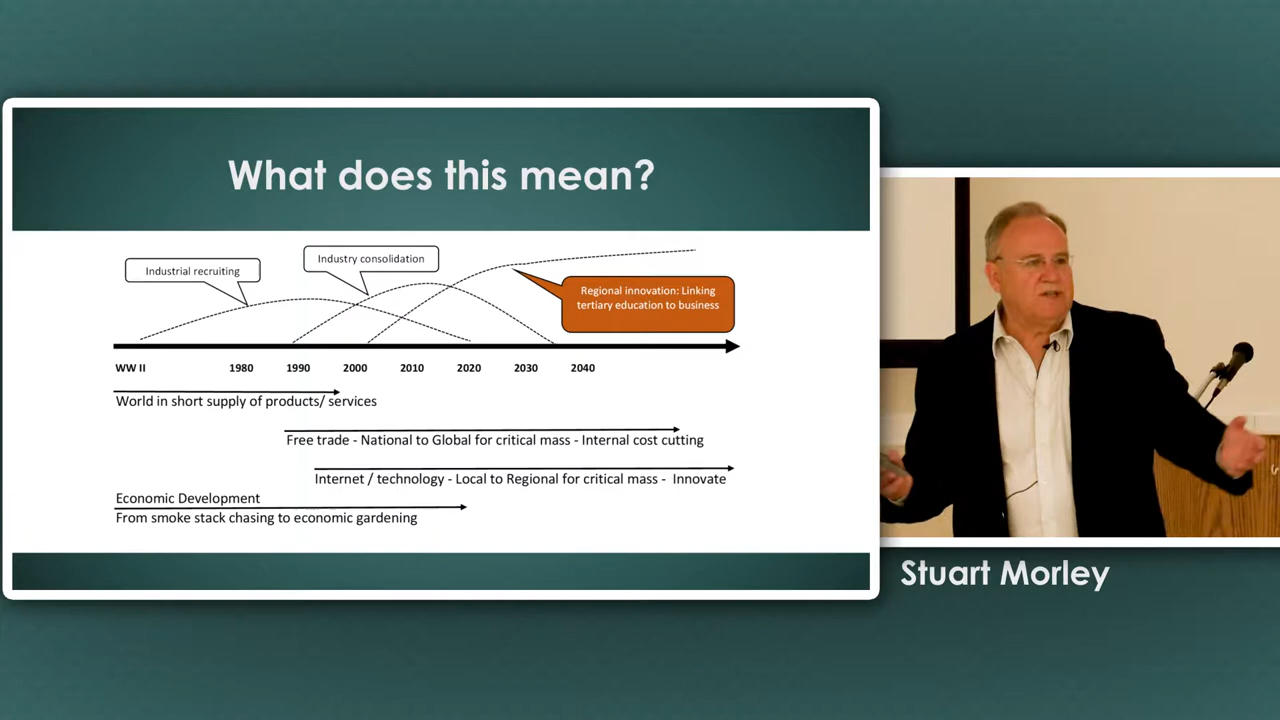 What does this mean?
Industrial recruiting
Industry consolidation
Regional innovation: Linking
tertiary education to business
WW II 1980 1990 2000 2010 2020 2030 2040
World in short supply of products/ services
Free trade - National to Global for critical mass - Internal cost cutting
Internet / technology - Local to Regional for critical mass - Innovate
Economic Development
From smoke stack chasing to economic gardening
Stuart Morley